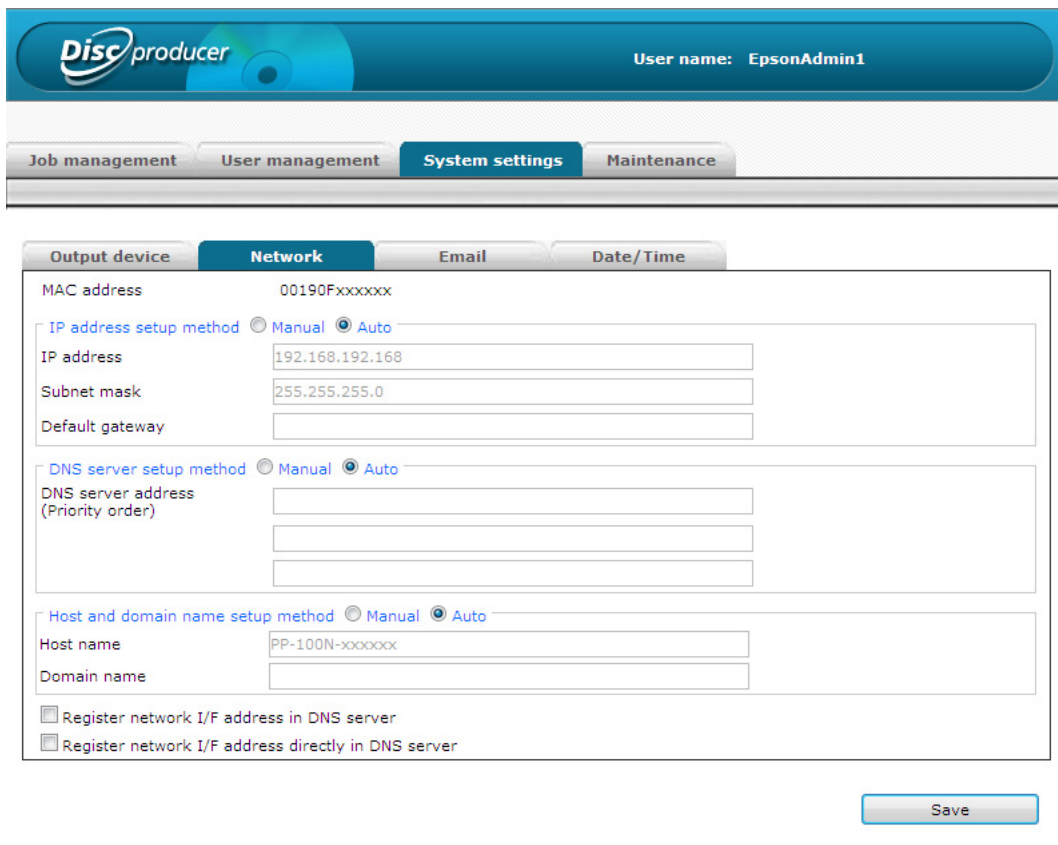 Disc producer
User name: EpsonAdmin1
Job management User management System settings Maintenance
Output device Network Email Date/Time
MAC address 00190Fxxxxxx
IP address setup method Manual Auto
IP address 192.168.192.168
Subnet mask 255.255.255.0
Default gateway
DNS server setup method Manual Auto
DNS server address
(Priority order)
Host and domain name setup method Manual Auto
Host name PP-100N-xxxxxx
Domain name
Register network I/F address in DNS server
Register network I/F address directly in DNS server
Save